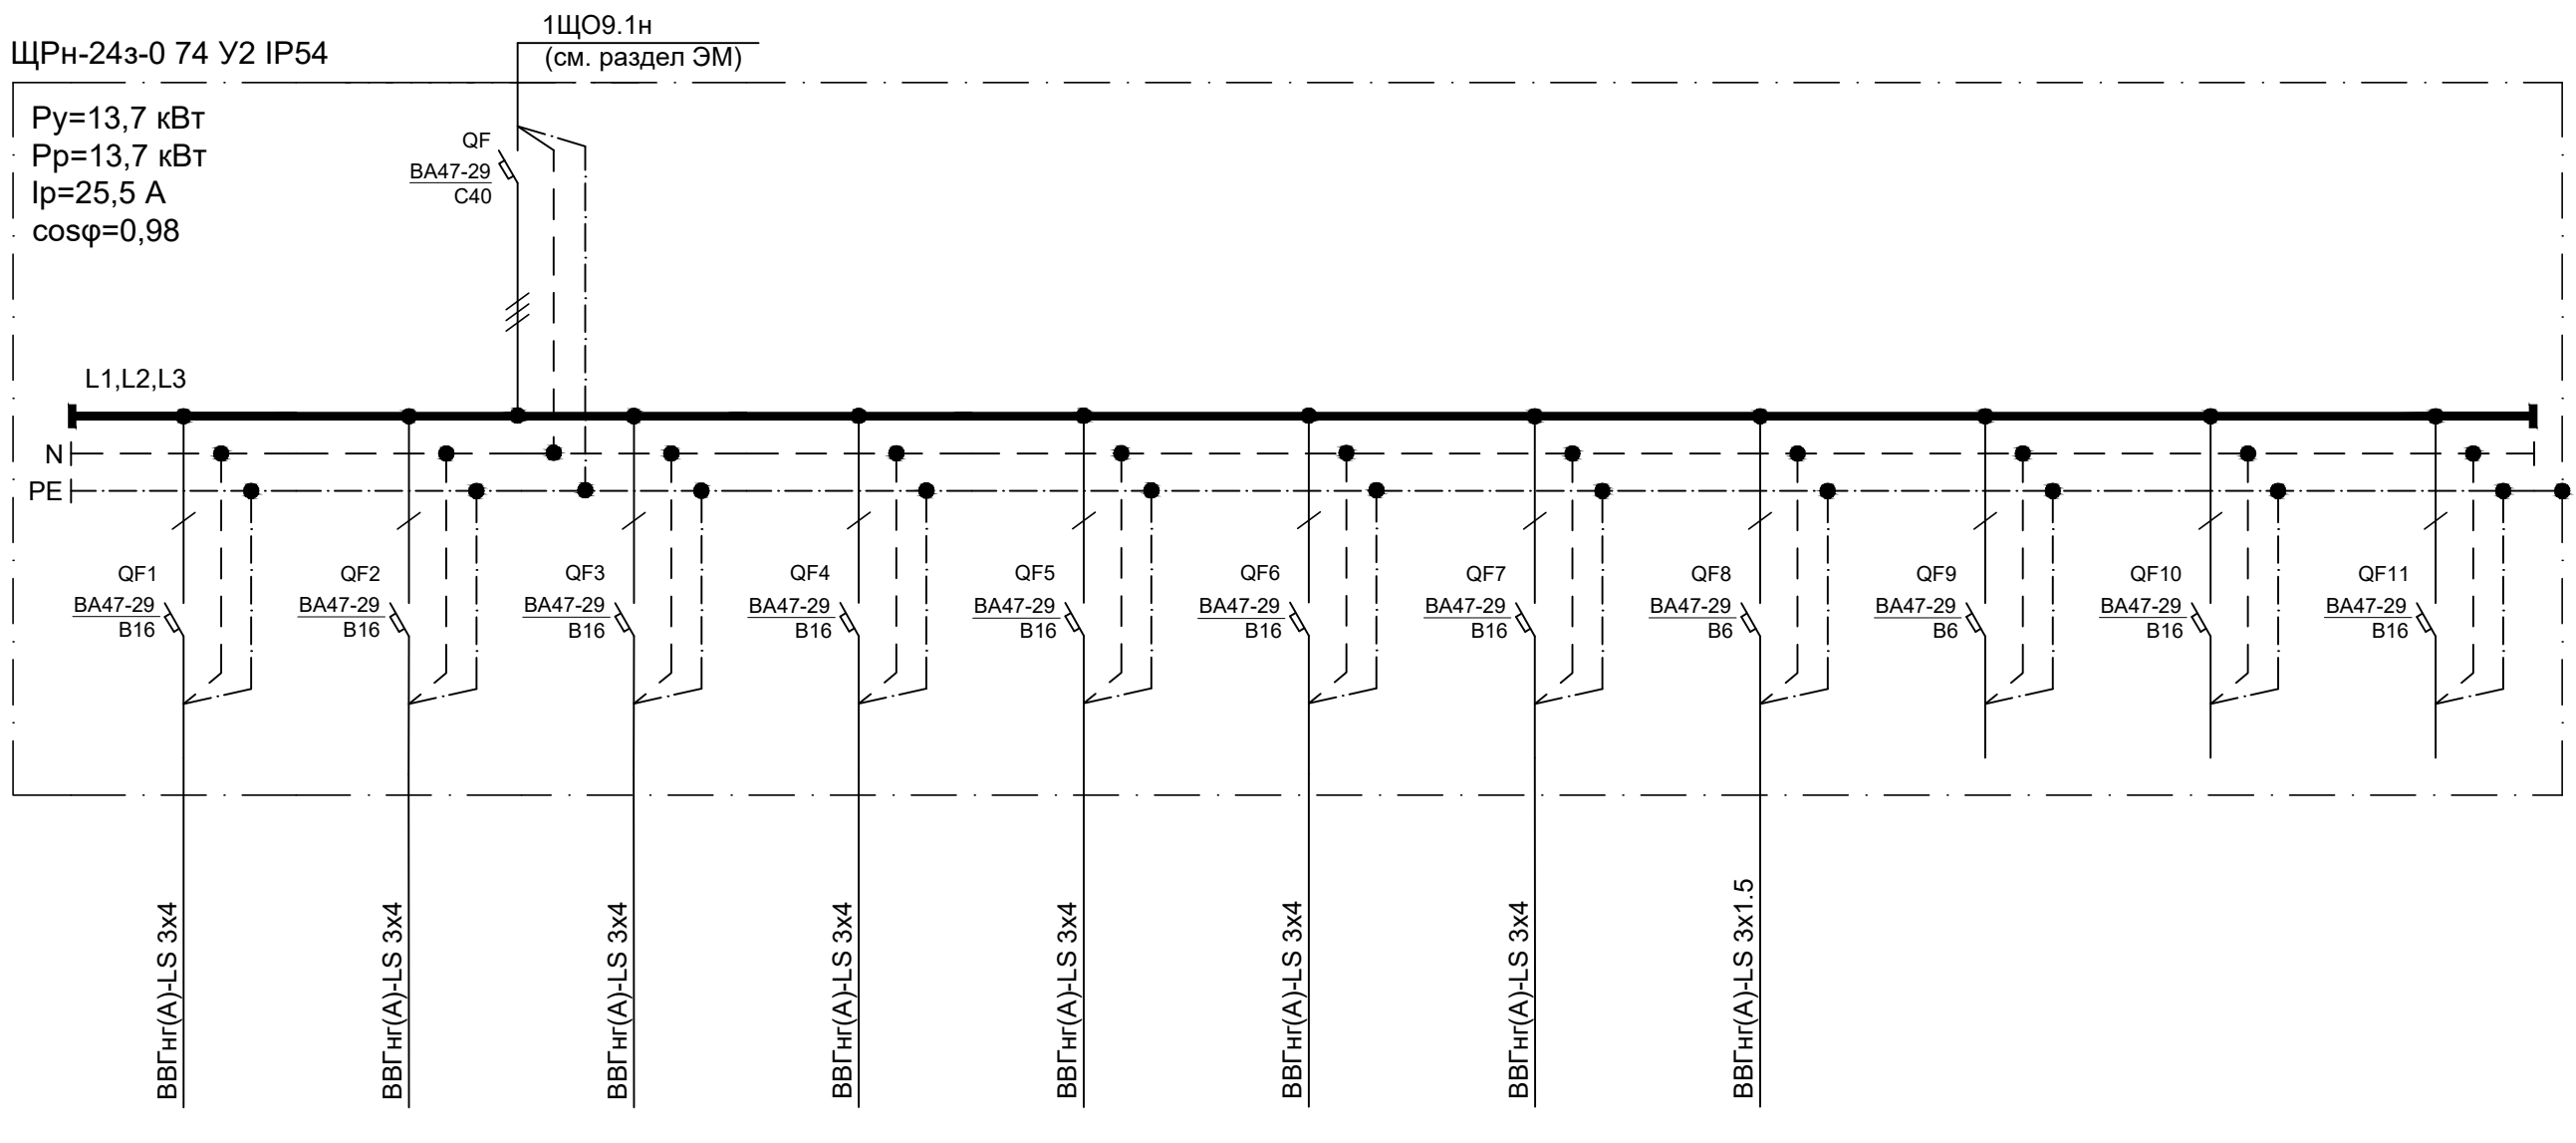 1ЩО9.1н
(см. раздел ЭМ)
ЩРн-24з-0 74 У2 IP54
Ру=13,7 кВт
Рр=13,7 кВт
Iр=25,5 А
cosφ=0,98
QF
ВА47-29
С40
L1,L2,L3
N
PE
QF1
ВА47-29
В16
QF2
ВА47-29
В16
QF3
ВА47-29
В16
QF4
ВА47-29
В16
QF5
ВА47-29
В16
QF6
ВА47-29
В16
QF7
ВА47-29
В16
QF8
ВА47-29
В6
QF9
ВА47-29
В6
QF10
ВА47-29
В16
QF11
ВА47-29
В16
ВВГнг(А)-LS 3х4
ВВГнг(А)-LS 3х4
ВВГнг(А)-LS 3х4
ВВГнг(А)-LS 3х4
ВВГнг(А)-LS 3х4
ВВГнг(А)-LS 3х4
ВВГнг(А)-LS 3х4
ВВГнг(А)-LS 3х1.5